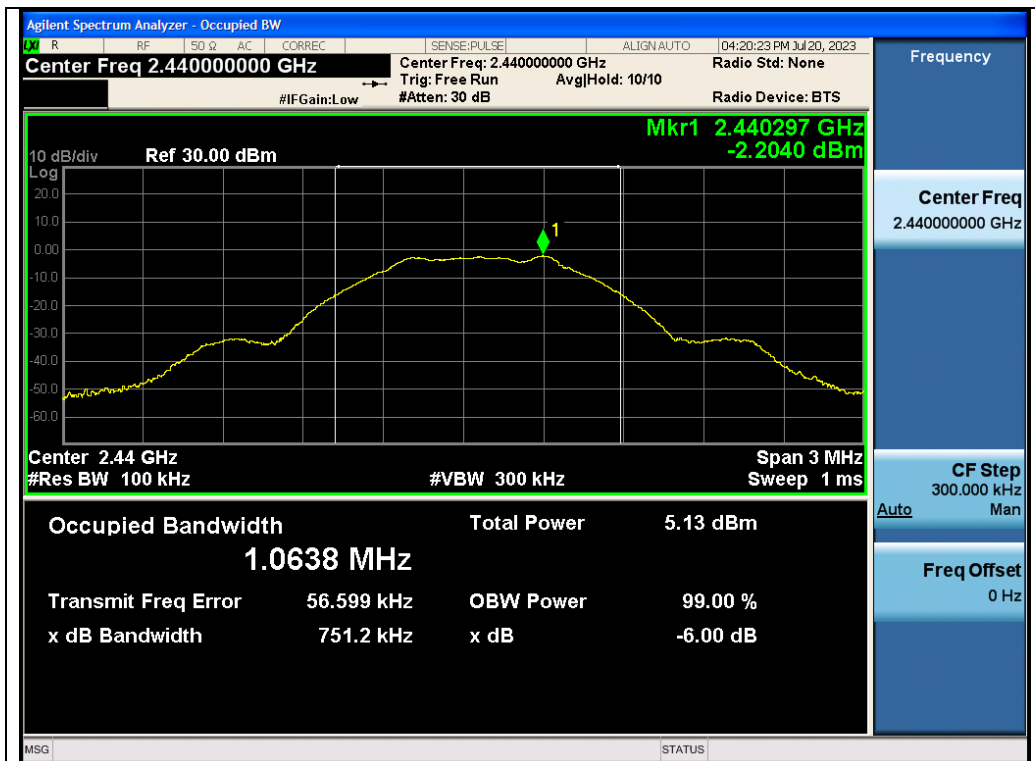 Agilent Spectrum Analyzer - Occupied BW
LXI R RF 50 Ω AC CORREC SENSE:PULSE ALIGN AUTO 04:20:23 PM Jul 20, 2023
Center Freq 2.440000000 GHz
Center Freq: 2.440000000 GHz Radio Std: None
Trig: Free Run Avg|Hold: 10/10
#IFGain:Low #Atten: 30 dB Radio Device: BTS
Mkr1 2.440297 GHz
-2.2040 dBm
10 dB/div Ref 30.00 dBm
Log
20.0
10.0
0.00
-10.0
-20.0
-30.0
-40.0
-50.0
-60.0
1
Center 2.44 GHz Span 3 MHz
#Res BW 100 kHz #VBW 300 kHz Sweep 1 ms
Occupied Bandwidth Total Power 5.13 dBm
1.0638 MHz
Transmit Freq Error 56.599 kHz OBW Power 99.00 %
x dB Bandwidth 751.2 kHz x dB -6.00 dB
MSG STATUS
Frequency
Center Freq
2.440000000 GHz
CF Step
300.000 kHz
Auto Man
Freq Offset
0 Hz